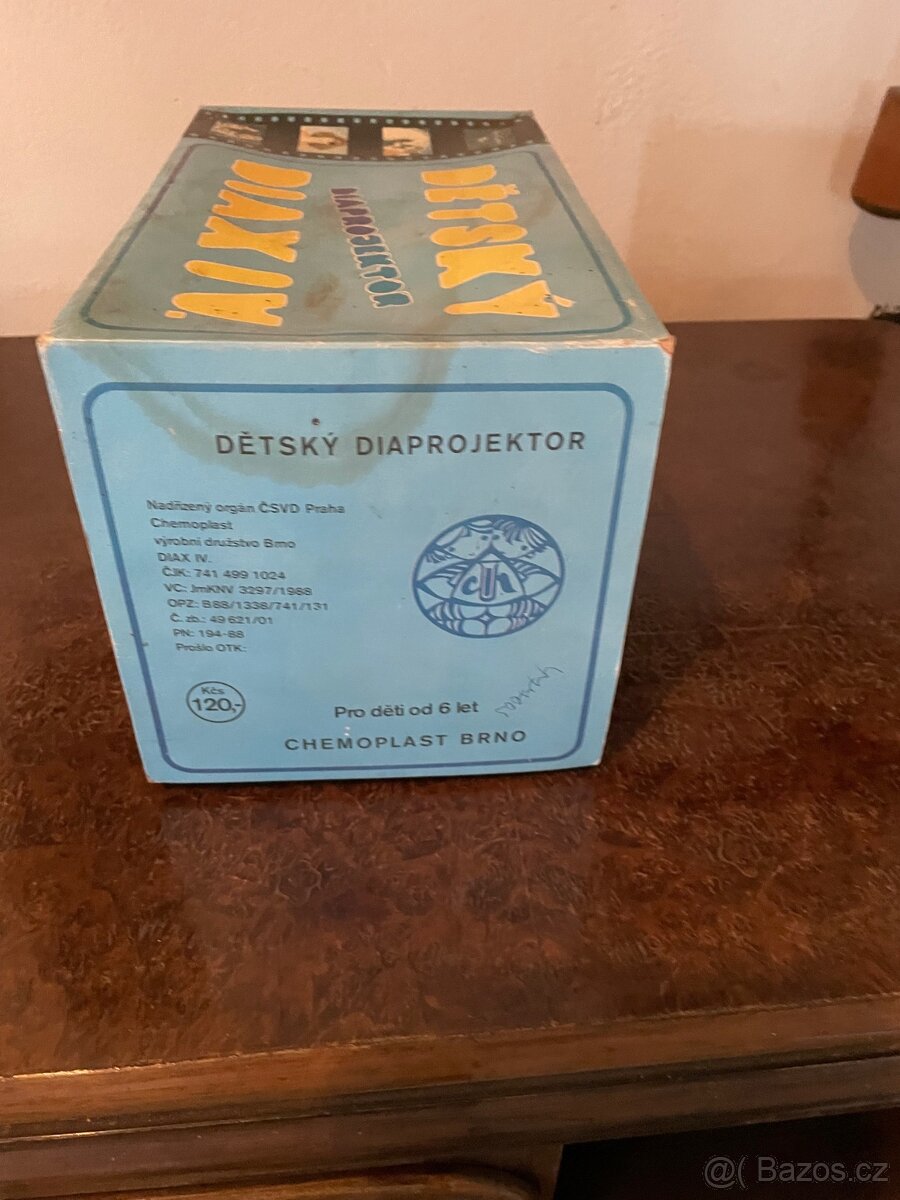 DĚTSKÝ
DIAPROJEKTOR
DIAX IV.
DĚTSKÝ DIAPROJEKTOR
Nadřízený orgán ČSVD Praha
Chemoplast
výrobní družstvo Brno
DIAX IV.
ČJK: 741 499 1024
VC: JmKNV 3297/1988
OPZ: B88/1338/741/131
Č. zb.: 49 621/01
PN: 194-88
Prošlo OTK:
Kčs
120,-
Pro děti od 6 let
CHEMOPLAST BRNO
@( Bazos.cz